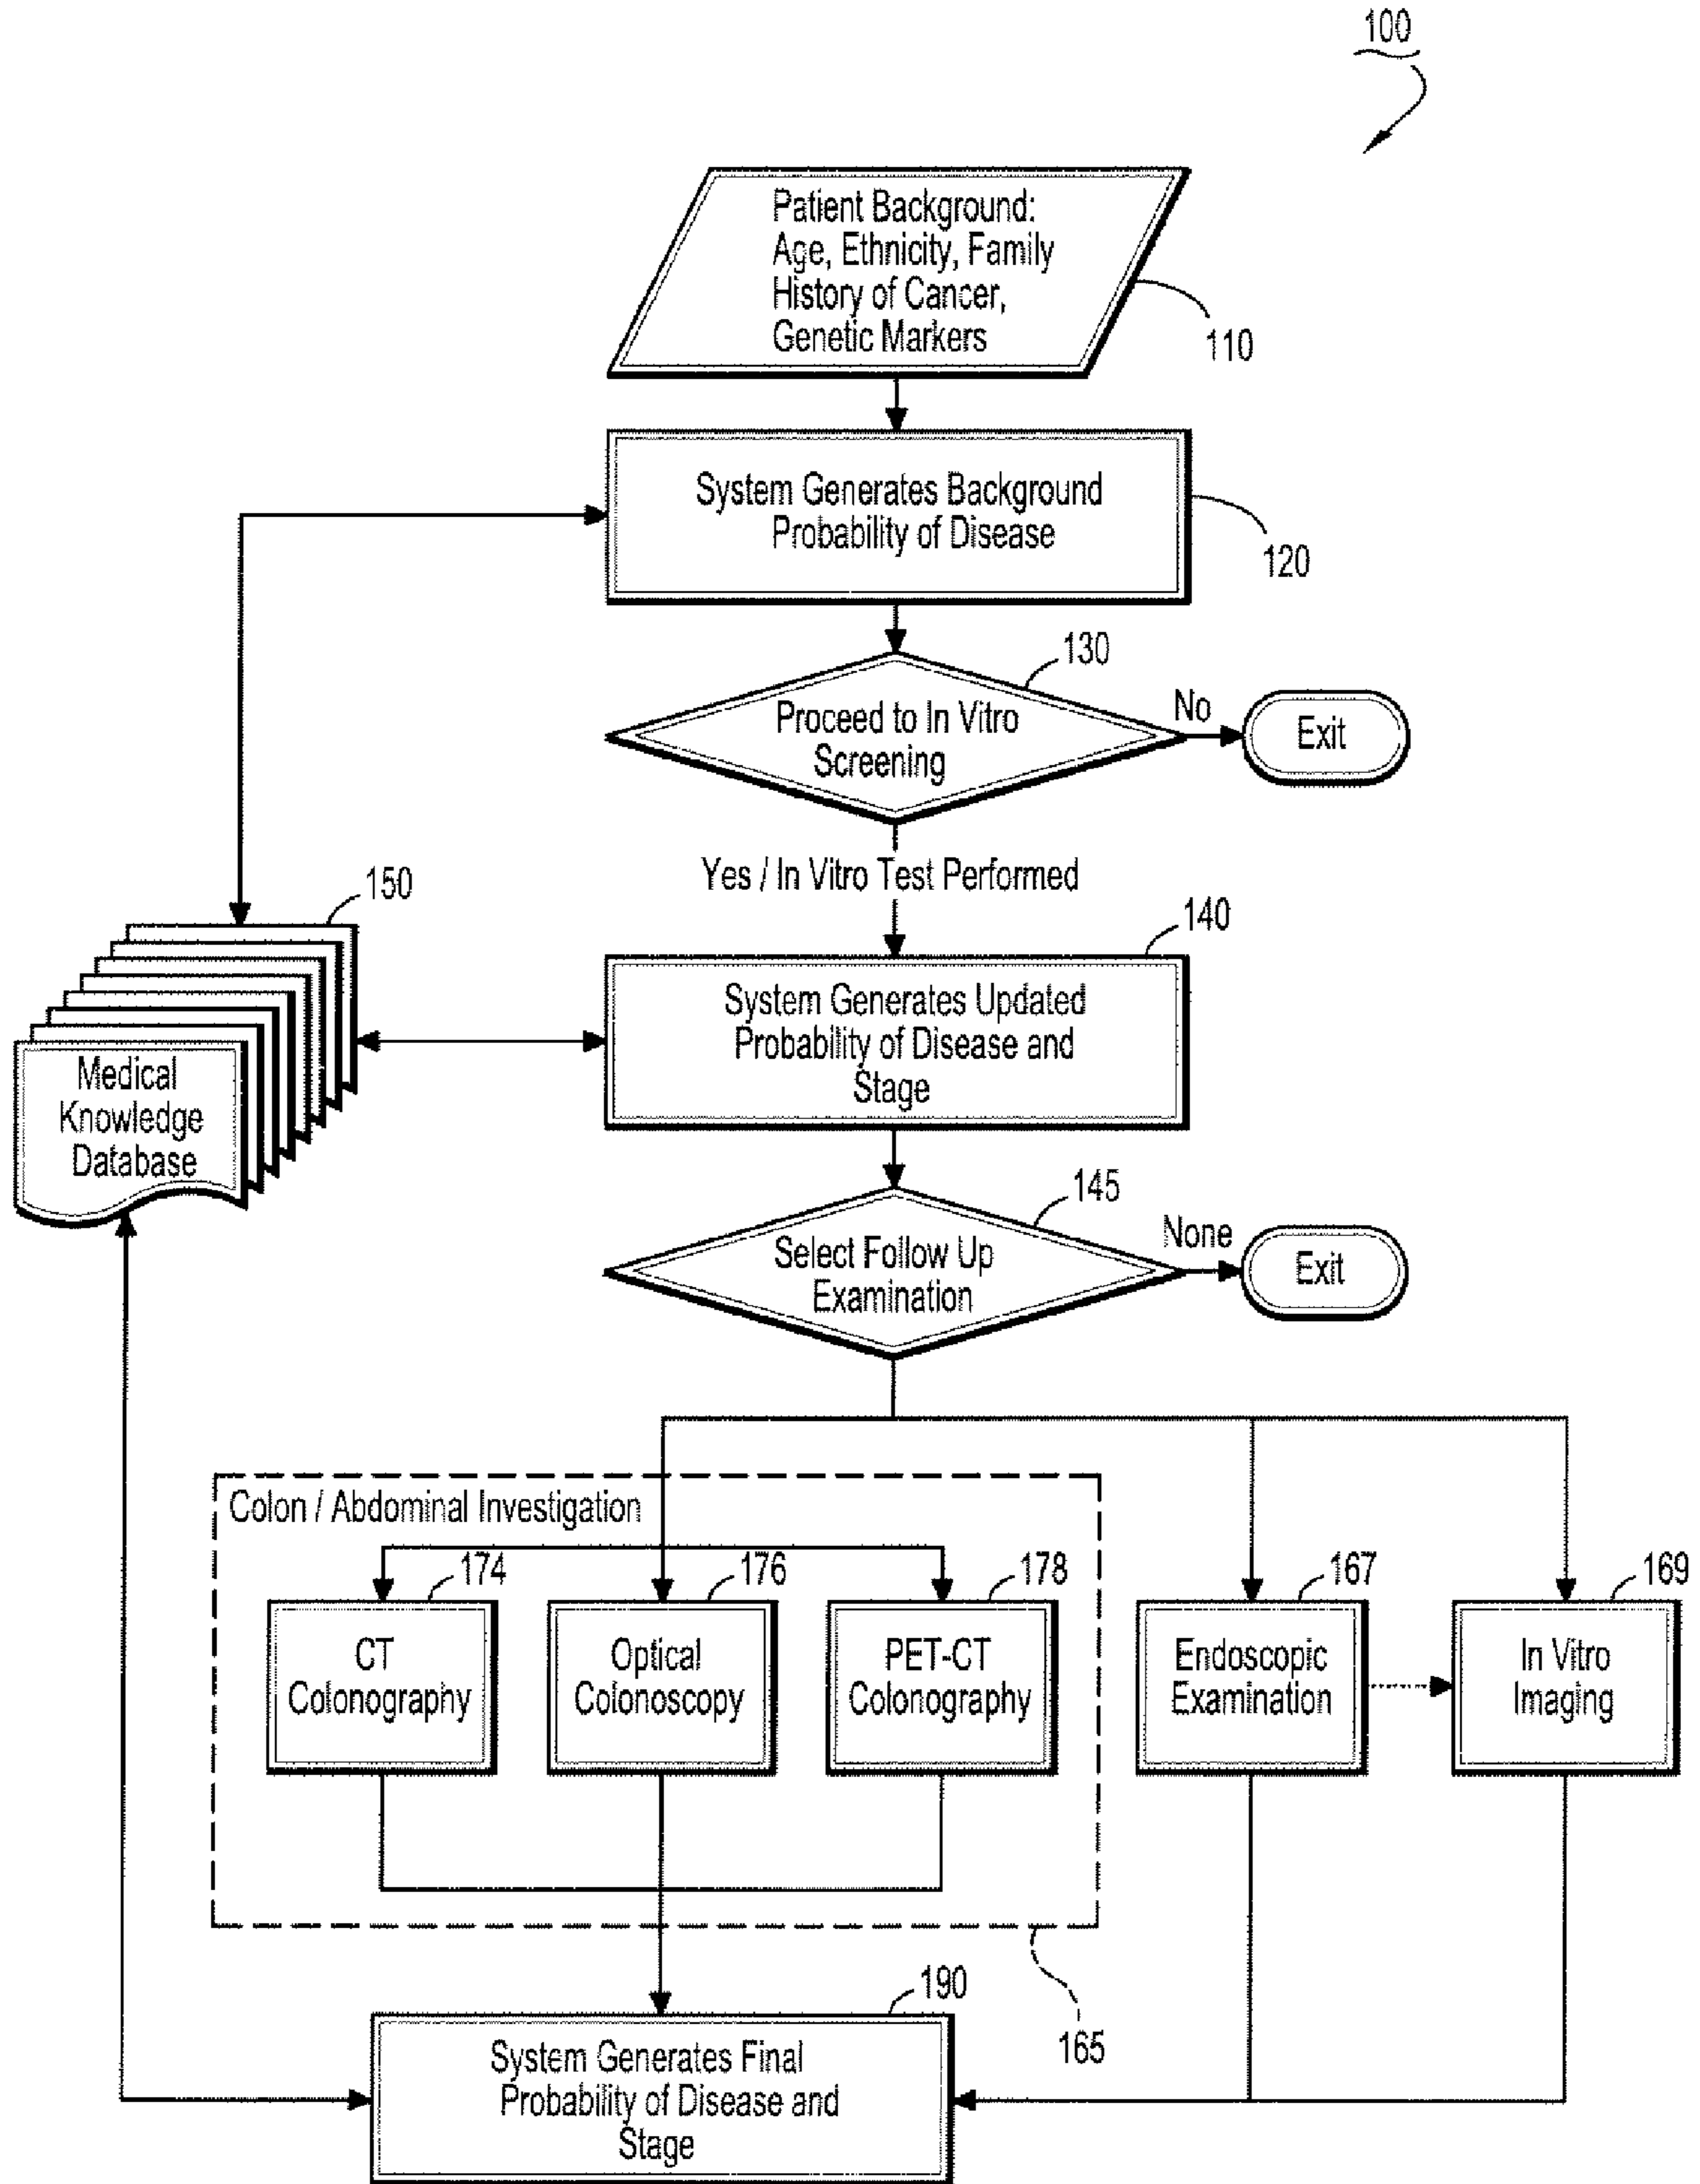 100
Patient Background:
Age, Ethnicity, Family
History of Cancer,
Genetic Markers
110
System Generates Background
Probability of Disease
120
130
Proceed to In Vitro
Screening
No
Exit
Yes / In Vitro Test Performed
150
140
System Generates Updated
Probability of Disease and
Stage
Medical
Knowledge
Database
145
Select Follow Up
Examination
None
Exit
Colon / Abdominal Investigation
174
176
178
167
169
CT
Colonography
Optical
Colonoscopy
PET-CT
Colonography
Endoscopic
Examination
In Vitro
Imaging
190
165
System Generates Final
Probability of Disease and
Stage